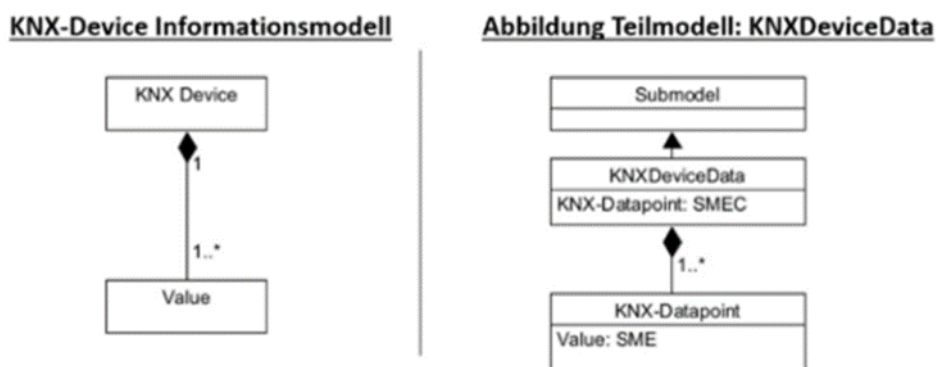 KNX-Device Informationsmodell
KNX Device
1
1..*
Value
Abbildung Teilmodell: KNXDeviceData
Submodel
KNXDeviceData
KNX-Datapoint: SMEC
1..*
KNX-Datapoint
Value: SME